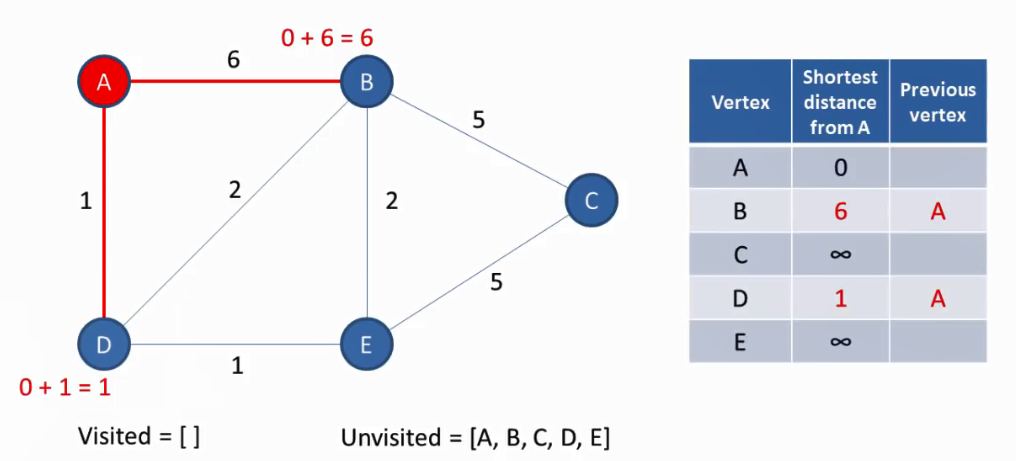 0 + 6 = 6
6
A
B
5
1
2
2
C
5
D
E
1
0 + 1 = 1
Visited = [ ]
Unvisited = [A, B, C, D, E]
Vertex
Shortest
distance
from A
Previous
vertex
A 0
B 6 A
C ∞
D 1 A
E ∞